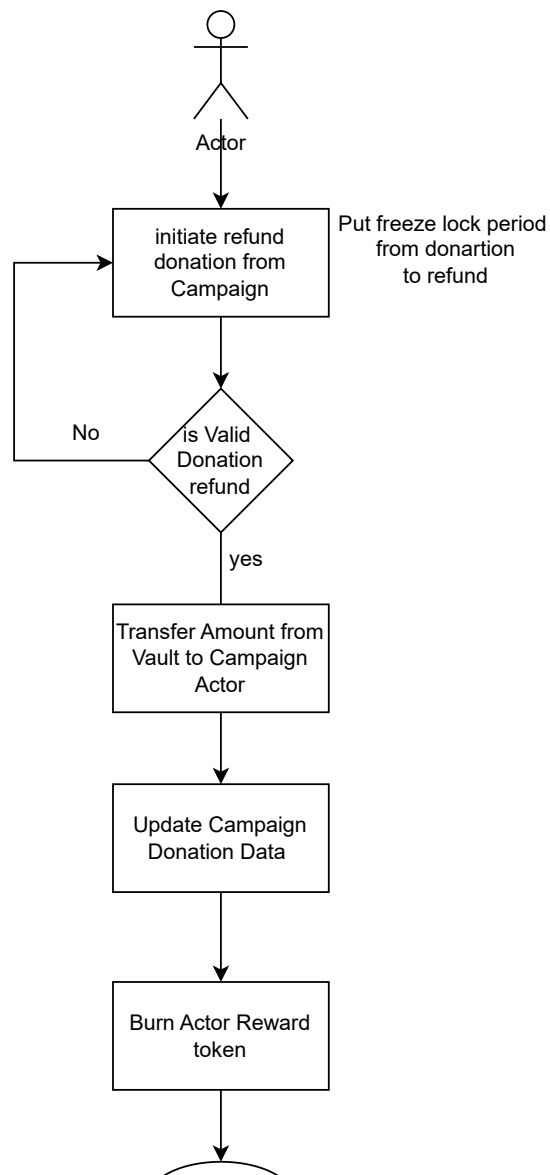 Actor
initiate refund
donation from
Campaign
Put freeze lock period
from donartion
to refund
No
is Valid
Donation
refund
yes
Transfer Amount from
Vault to Campaign
Actor
Update Campaign
Donation Data
Burn Actor Reward
token